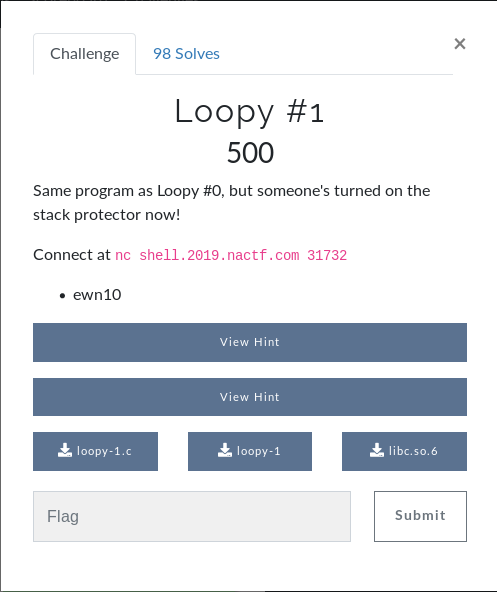 Challenge
98 Solves
×
Loopy #1
500
Same program as Loopy #0, but someone's turned on the
stack protector now!
Connect at nc shell.2019.nactf.com 31732
• ewn10
View Hint
View Hint
loopy-1.c
loopy-1
libc.so.6
Flag
Submit